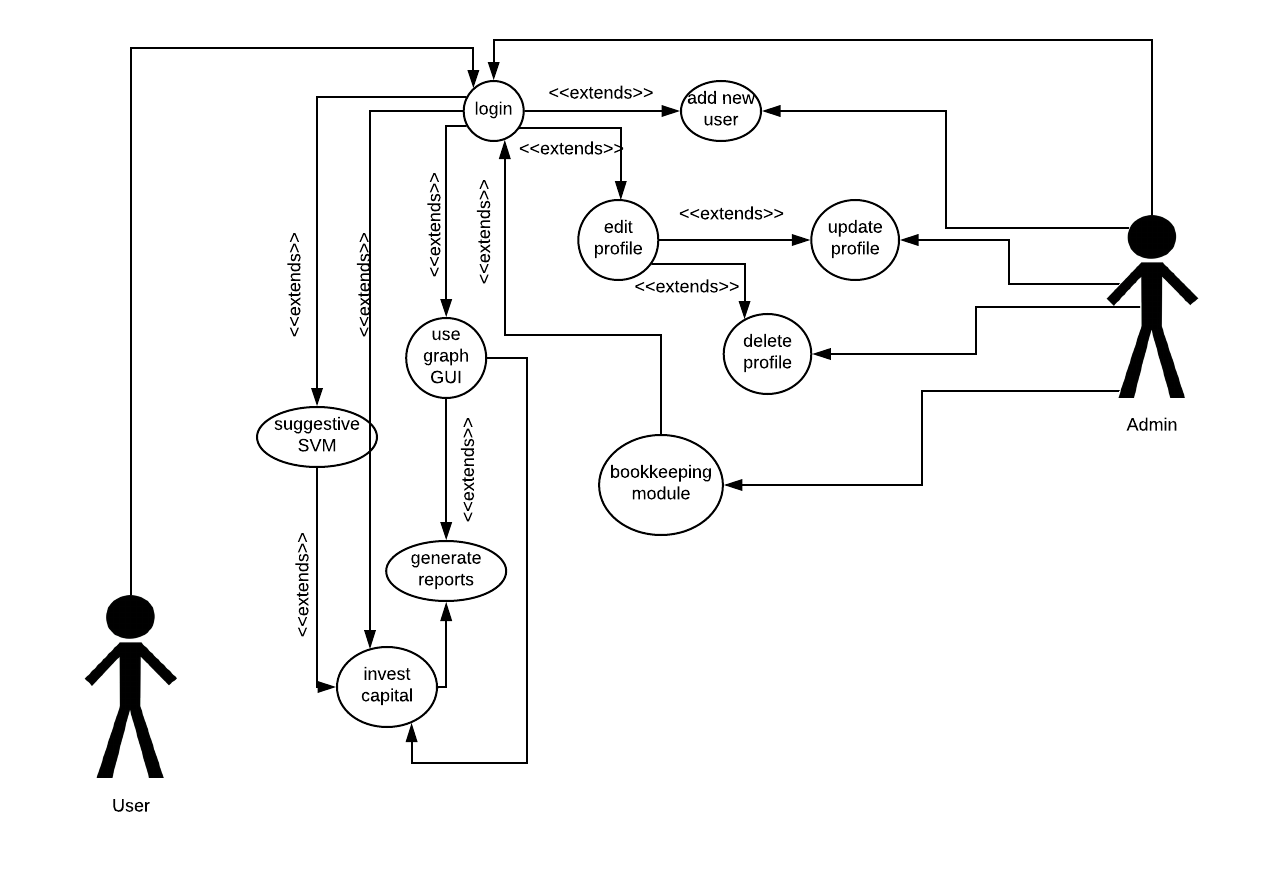 login
<<extends>>
add new
user
<<extends>>
<<extends>>
<<extends>>
<<extends>>
<<extends>>
edit
profile
<<extends>>
update
profile
<<extends>>
use
graph
GUI
delete
profile
suggestive
SVM
<<extends>>
bookkeeping
module
Admin
<<extends>>
generate
reports
invest
capital
User